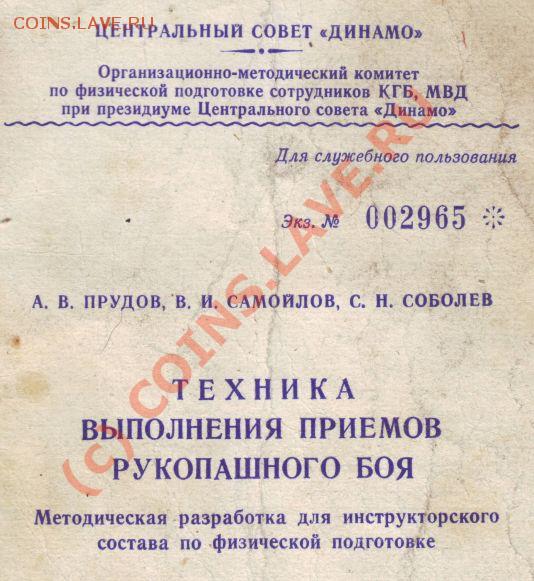 COINS.LAVE.RU
ЦЕНТРАЛЬНЫЙ СОВЕТ «ДИНАМО»
Организационно-методический комитет
по физической подготовке сотрудников КГБ, МВД
при президиуме Центрального совета «Динамо»
Для служебного пользования
Экз. № 002965 *
А. В. ПРУДОВ, В. И. САМОЙЛОВ, С. Н. СОБОЛЕВ
ТЕХНИКА
ВЫПОЛНЕНИЯ ПРИЕМОВ
РУКОПАШНОГО БОЯ
Методическая разработка для инструкторского
состава по физической подготовке
(c) COINS.LAVE.RU